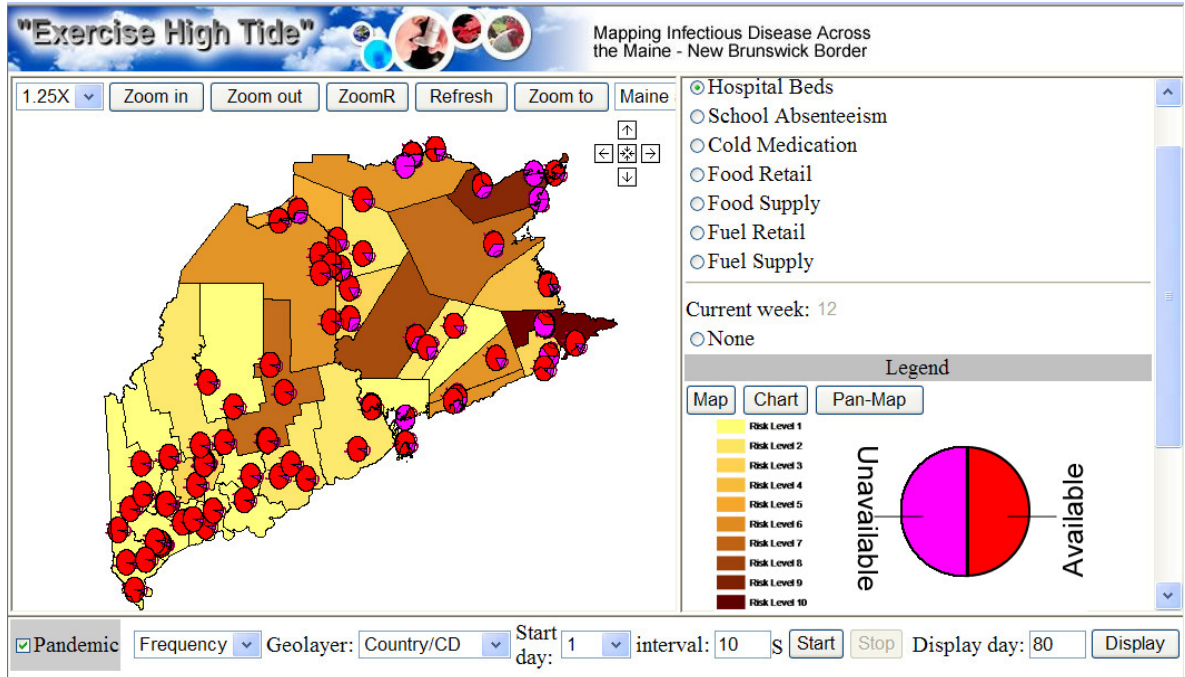 "Exercise High Tide"
Mapping Infectious Disease Across
the Maine - New Brunswick Border
1.25X Zoom in Zoom out ZoomR Refresh Zoom to Maine
Hospital Beds
School Absenteeism
Cold Medication
Food Retail
Food Supply
Fuel Retail
Fuel Supply
Current week: 12
None
Legend
Map Chart Pan-Map
Risk Level 1
Risk Level 2
Risk Level 3
Risk Level 4
Risk Level 5
Risk Level 6
Risk Level 7
Risk Level 8
Risk Level 9
Risk Level 10
Unavailable
Available
Pandemic Frequency Geolayer: Country/CD Start day: 1 interval: 10 S Start Stop Display day: 80 Display